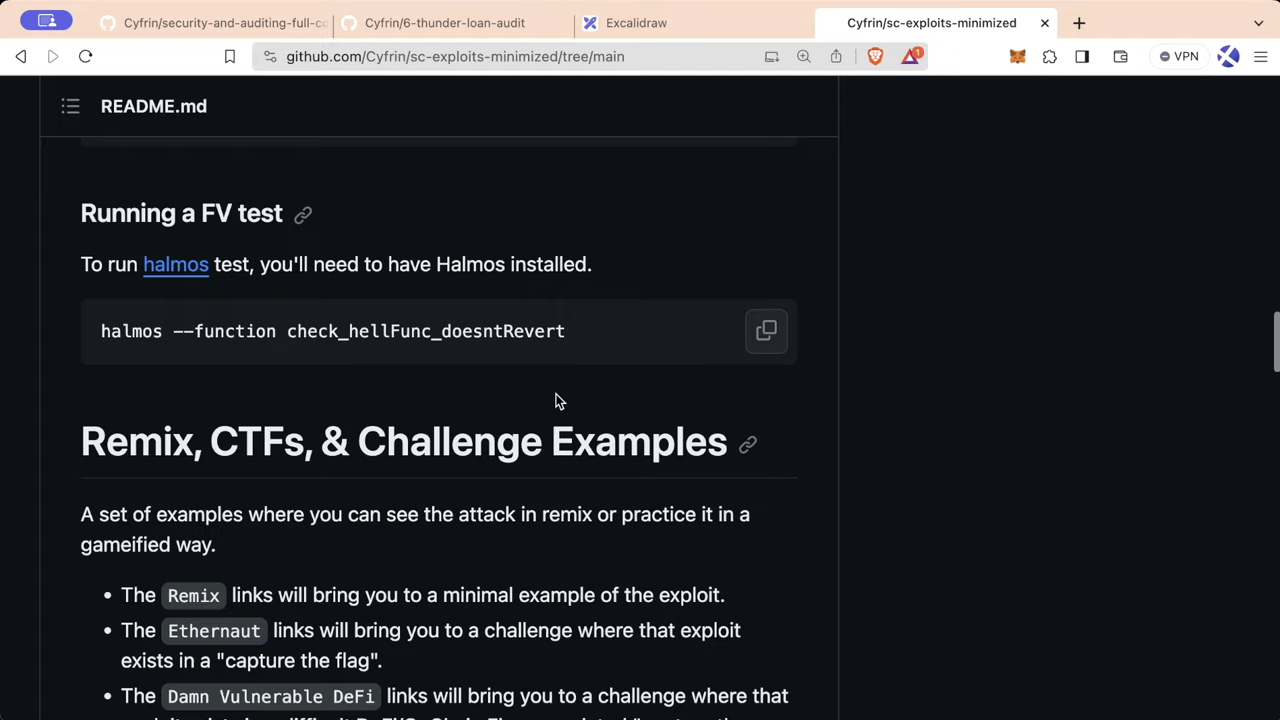 Cyfrin/security-and-auditing-full-co
Cyfrin/6-thunder-loan-audit
Excalidraw
Cyfrin/sc-exploits-minimized
github.com/Cyfrin/sc-exploits-minimized/tree/main
1
VPN
README.md
Running a FV test
To run halmos test, you'll need to have Halmos installed.
halmos --function check_hellFunc_doesntRevert
Remix, CTFs, & Challenge Examples
A set of examples where you can see the attack in remix or practice it in a
gameified way.
• The Remix links will bring you to a minimal example of the exploit.
• The Ethernaut links will bring you to a challenge where that exploit
exists in a "capture the flag".
• The Damn Vulnerable DeFi links will bring you to a challenge where that